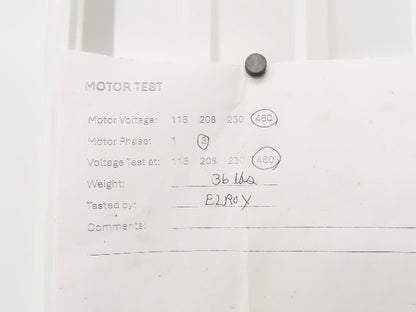 MOTOR TEST
Motor Voltage: 115 208 230 460
Motor Phase: 1 3
Voltage Test at: 115 208 230 460
Weight: 36 lbs
Tested by: ELROY
Comments: